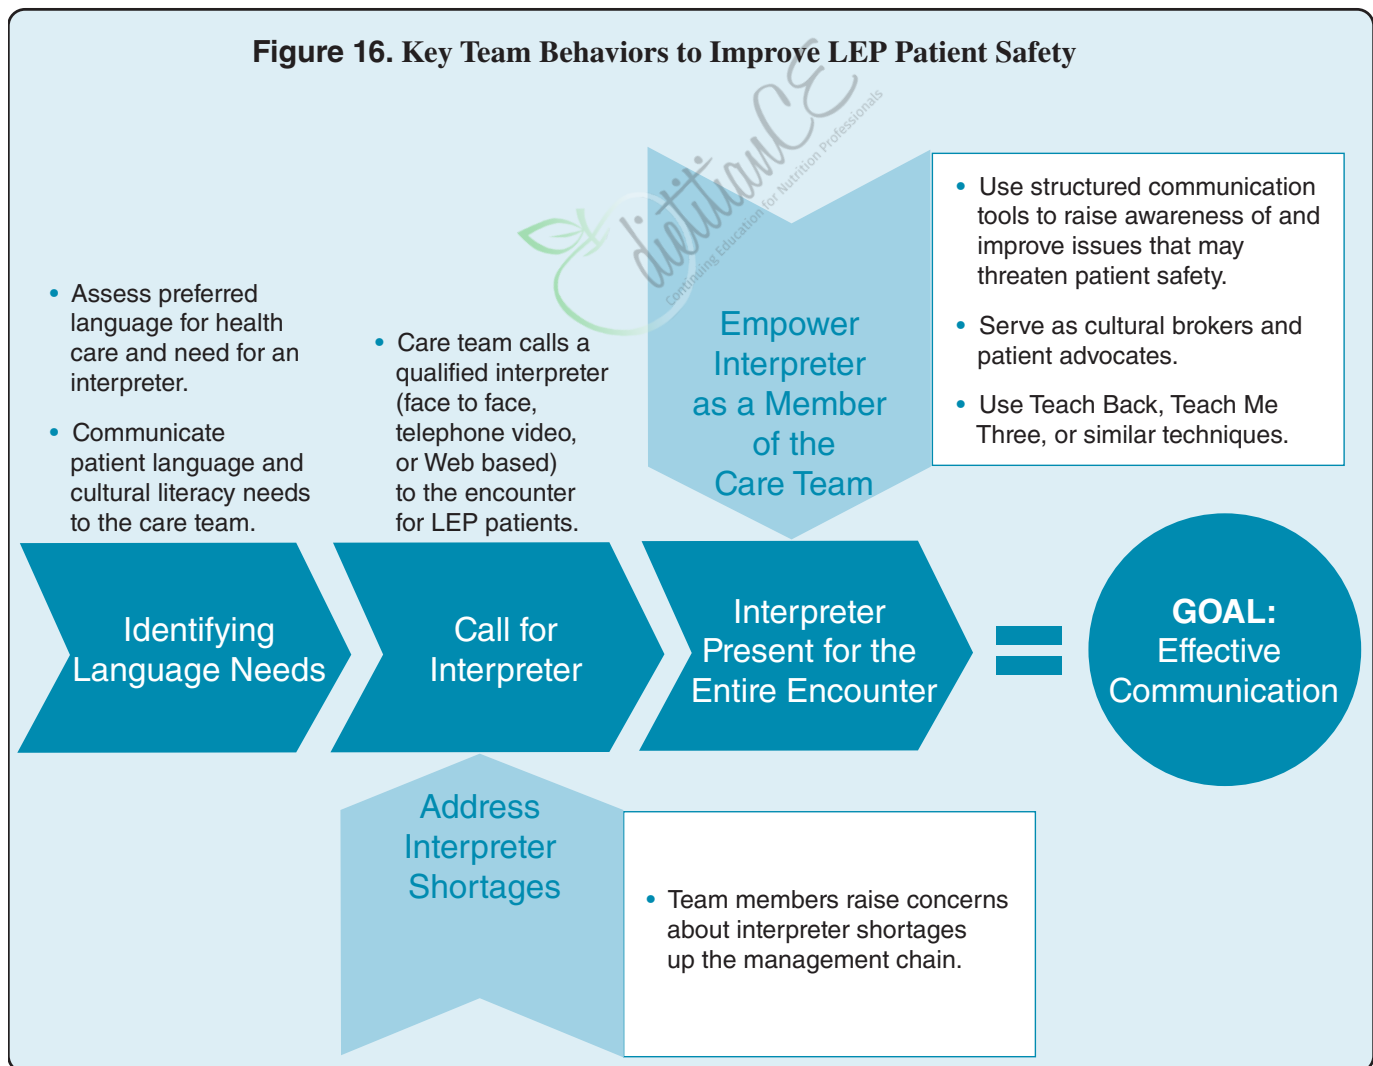 Figure 16. Key Team Behaviors to Improve LEP Patient Safety
dietitianCE
Continuing Education for Nutrition Professionals
• Assess preferred
language for health
care and need for an
interpreter.
• Communicate
patient language and
cultural literacy needs
to the care team.
• Care team calls a
qualified interpreter
(face to face,
telephone video,
or Web based)
to the encounter
for LEP patients.
Empower
Interpreter
as a Member
of the
Care Team
• Use structured communication
tools to raise awareness of and
improve issues that may
threaten patient safety.
• Serve as cultural brokers and
patient advocates.
• Use Teach Back, Teach Me
Three, or similar techniques.
Identifying
Language Needs
Call for
Interpreter
Interpreter
Present for the
Entire Encounter
=
GOAL:
Effective
Communication
Address
Interpreter
Shortages
• Team members raise concerns
about interpreter shortages
up the management chain.